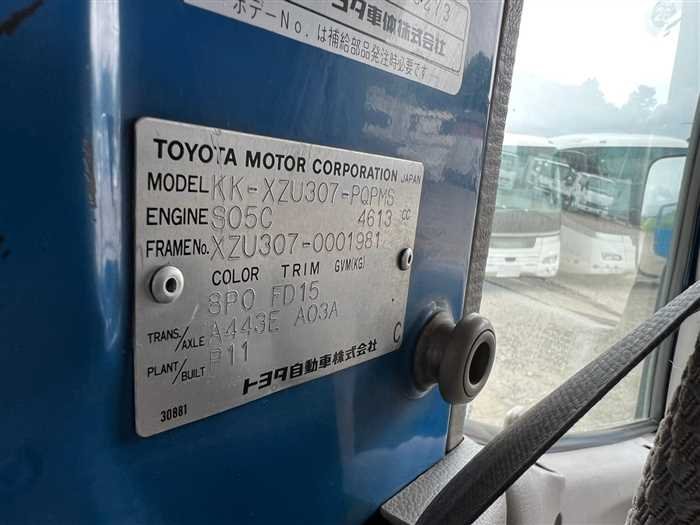 トヨタ車体株式会社
ボデーNo.は補給部品発注時必要です
TOYOTA MOTOR CORPORATION JAPAN
MODEL KK-XZU307-PQPMS
ENGINE S05C 4613 CC
FRAME No. XZU307-0001981
COLOR TRIM GVM(KG)
8P0 FD15
TRANS./AXLE A443E A03A
PLANT/BUILT P11
C
トヨタ自動車株式会社
30881